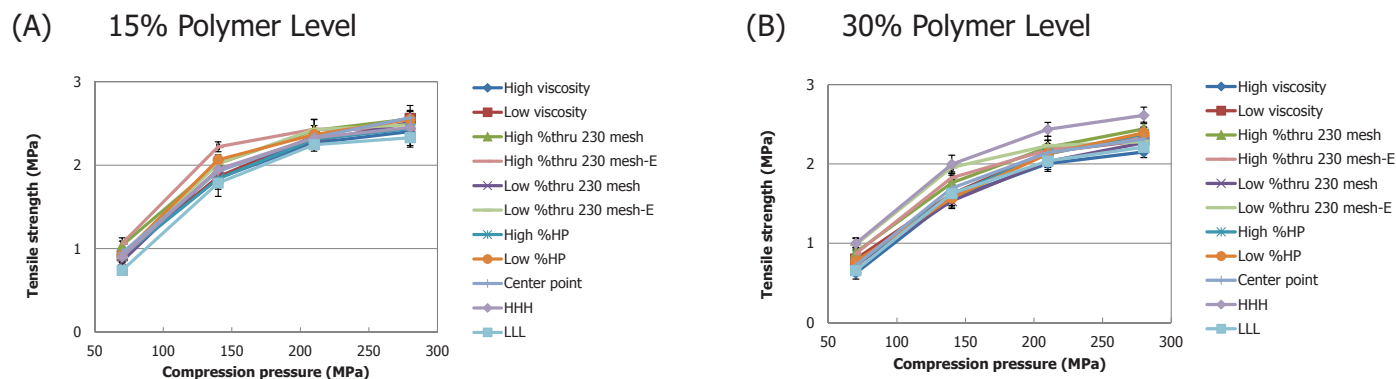 (A) 15% Polymer Level
3
2
1
0
50 100 150 200 250 300
Tensile strength (MPa)
Compression pressure (MPa)
High viscosity
Low viscosity
High %thru 230 mesh
High %thru 230 mesh-E
Low %thru 230 mesh
Low %thru 230 mesh-E
High %HP
Low %HP
Center point
HHH
LLL
(B) 30% Polymer Level
3
2
1
0
50 100 150 200 250 300
Tensile strength (MPa)
Compression pressure (MPa)
High viscosity
Low viscosity
High %thru 230 mesh
High %thru 230 mesh-E
Low %thru 230 mesh
Low %thru 230 mesh-E
High %HP
Low %HP
Center point
HHH
LLL